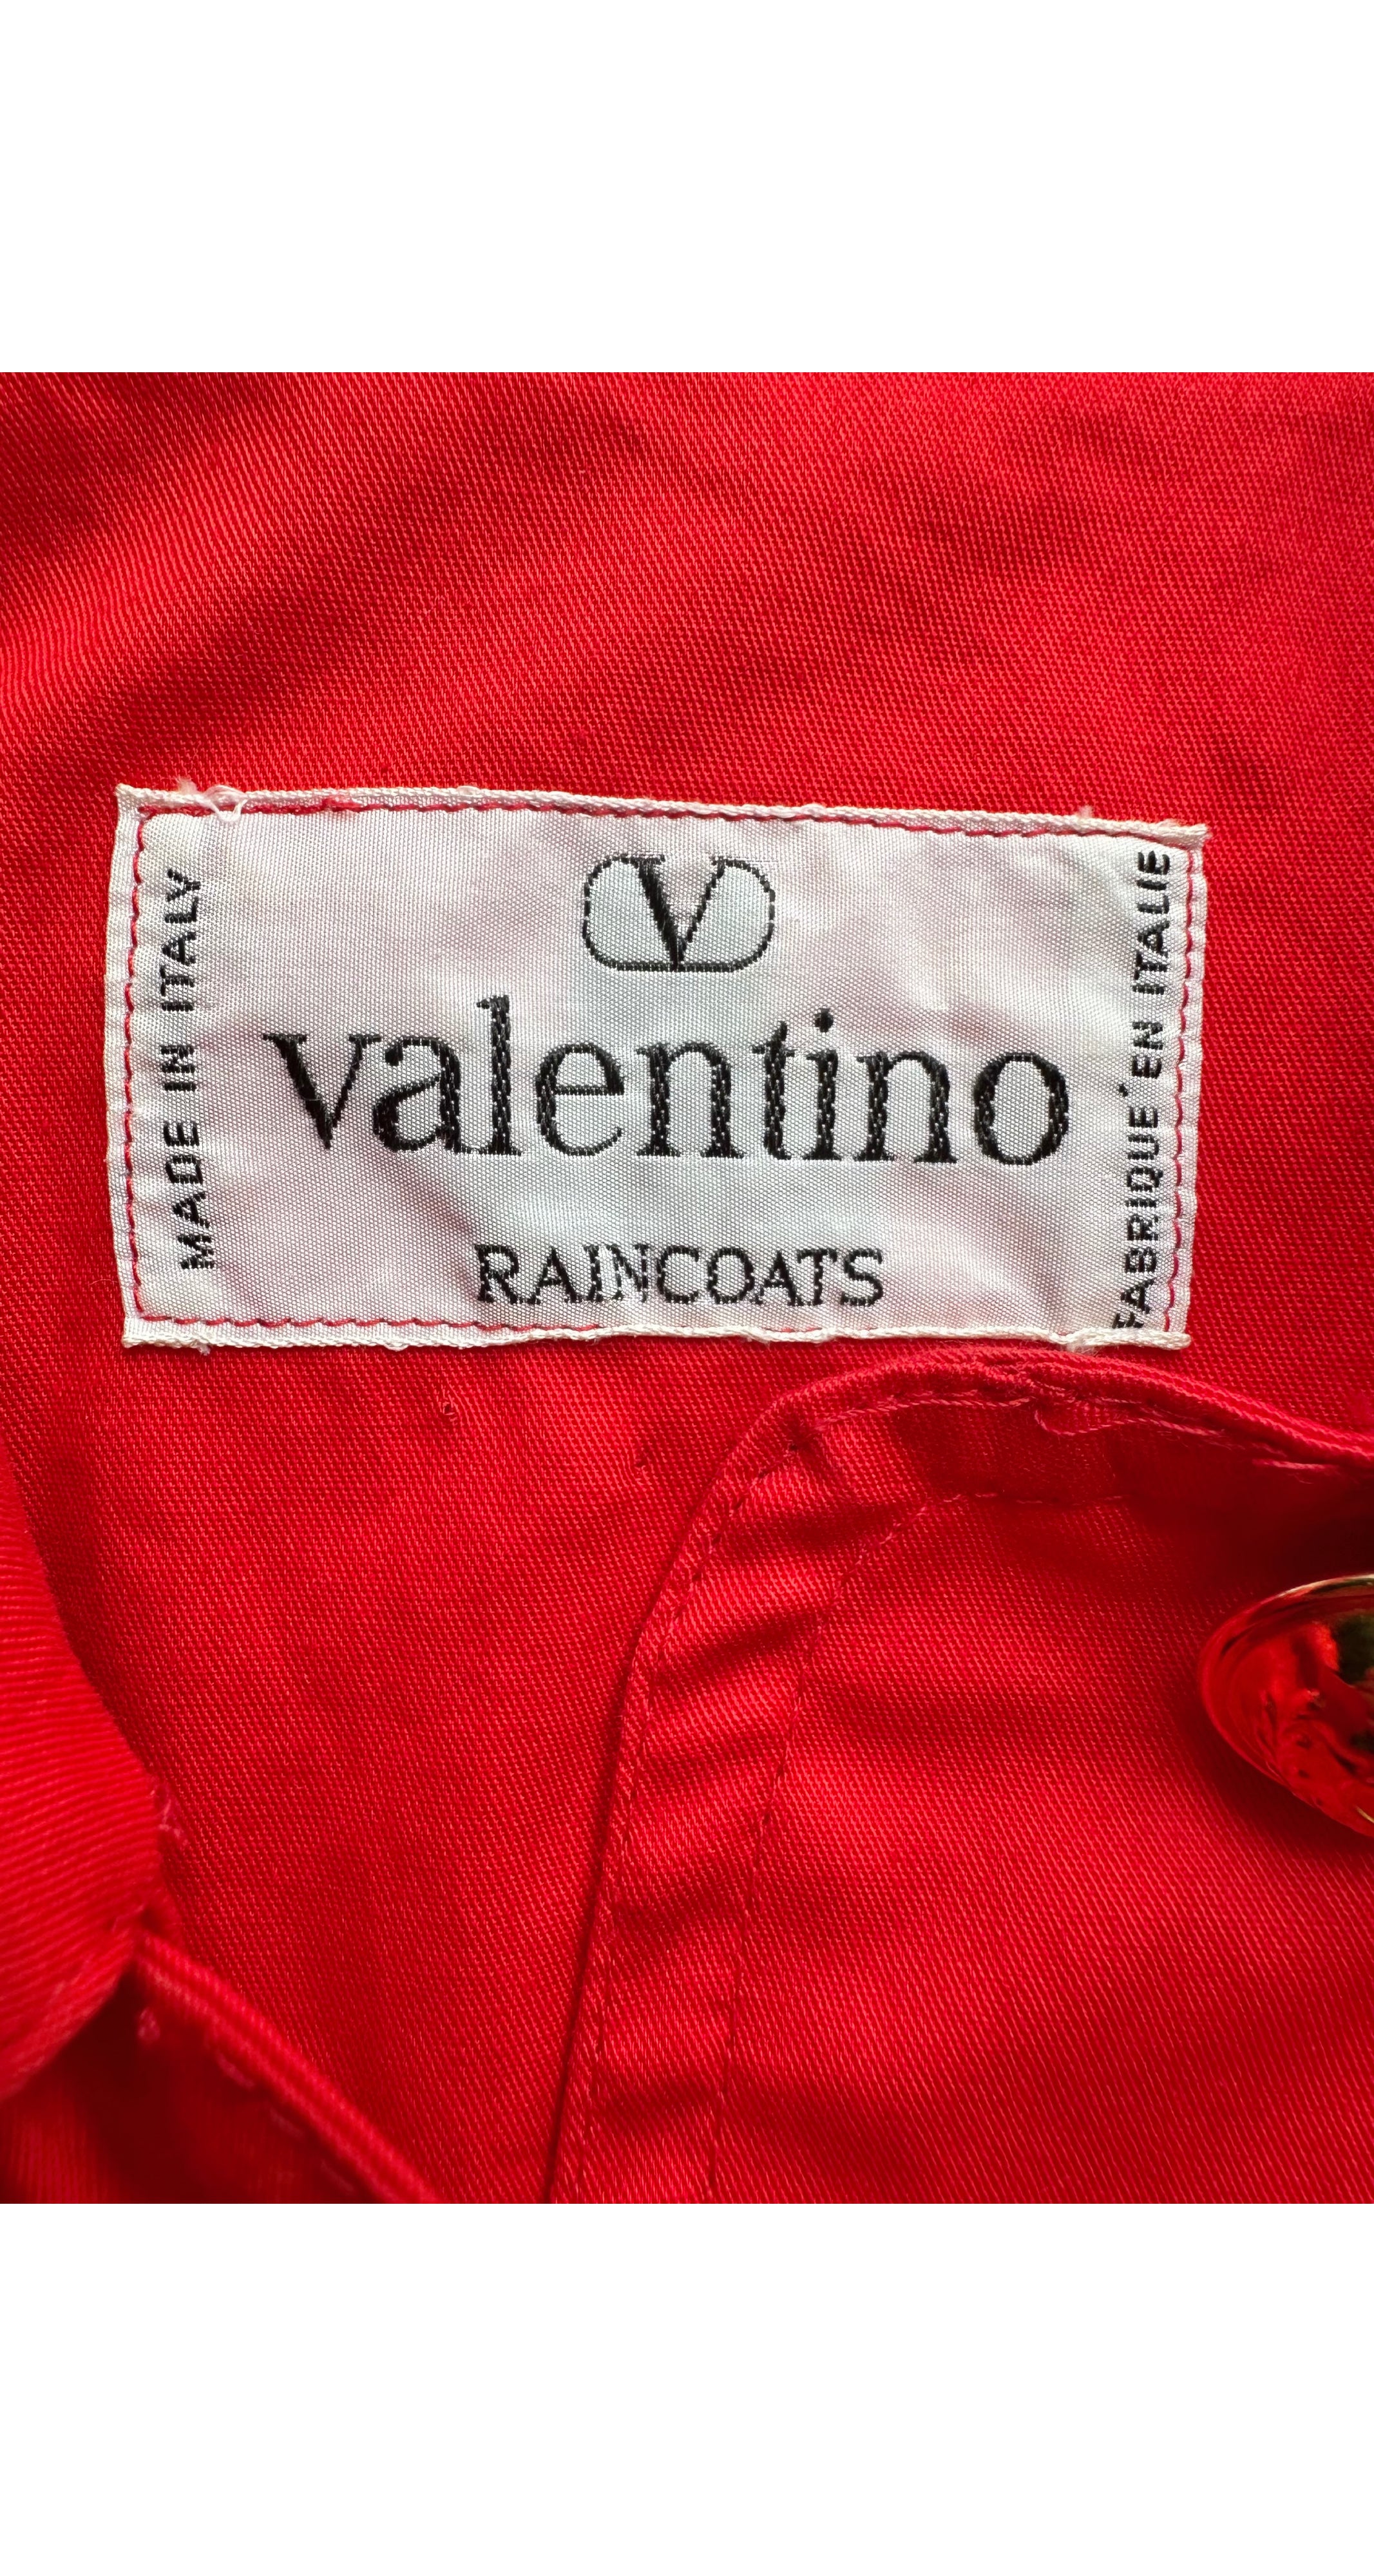 MADE IN ITALY
V
valentino
RAINCOATS
FABRIQUÉ EN ITALIE